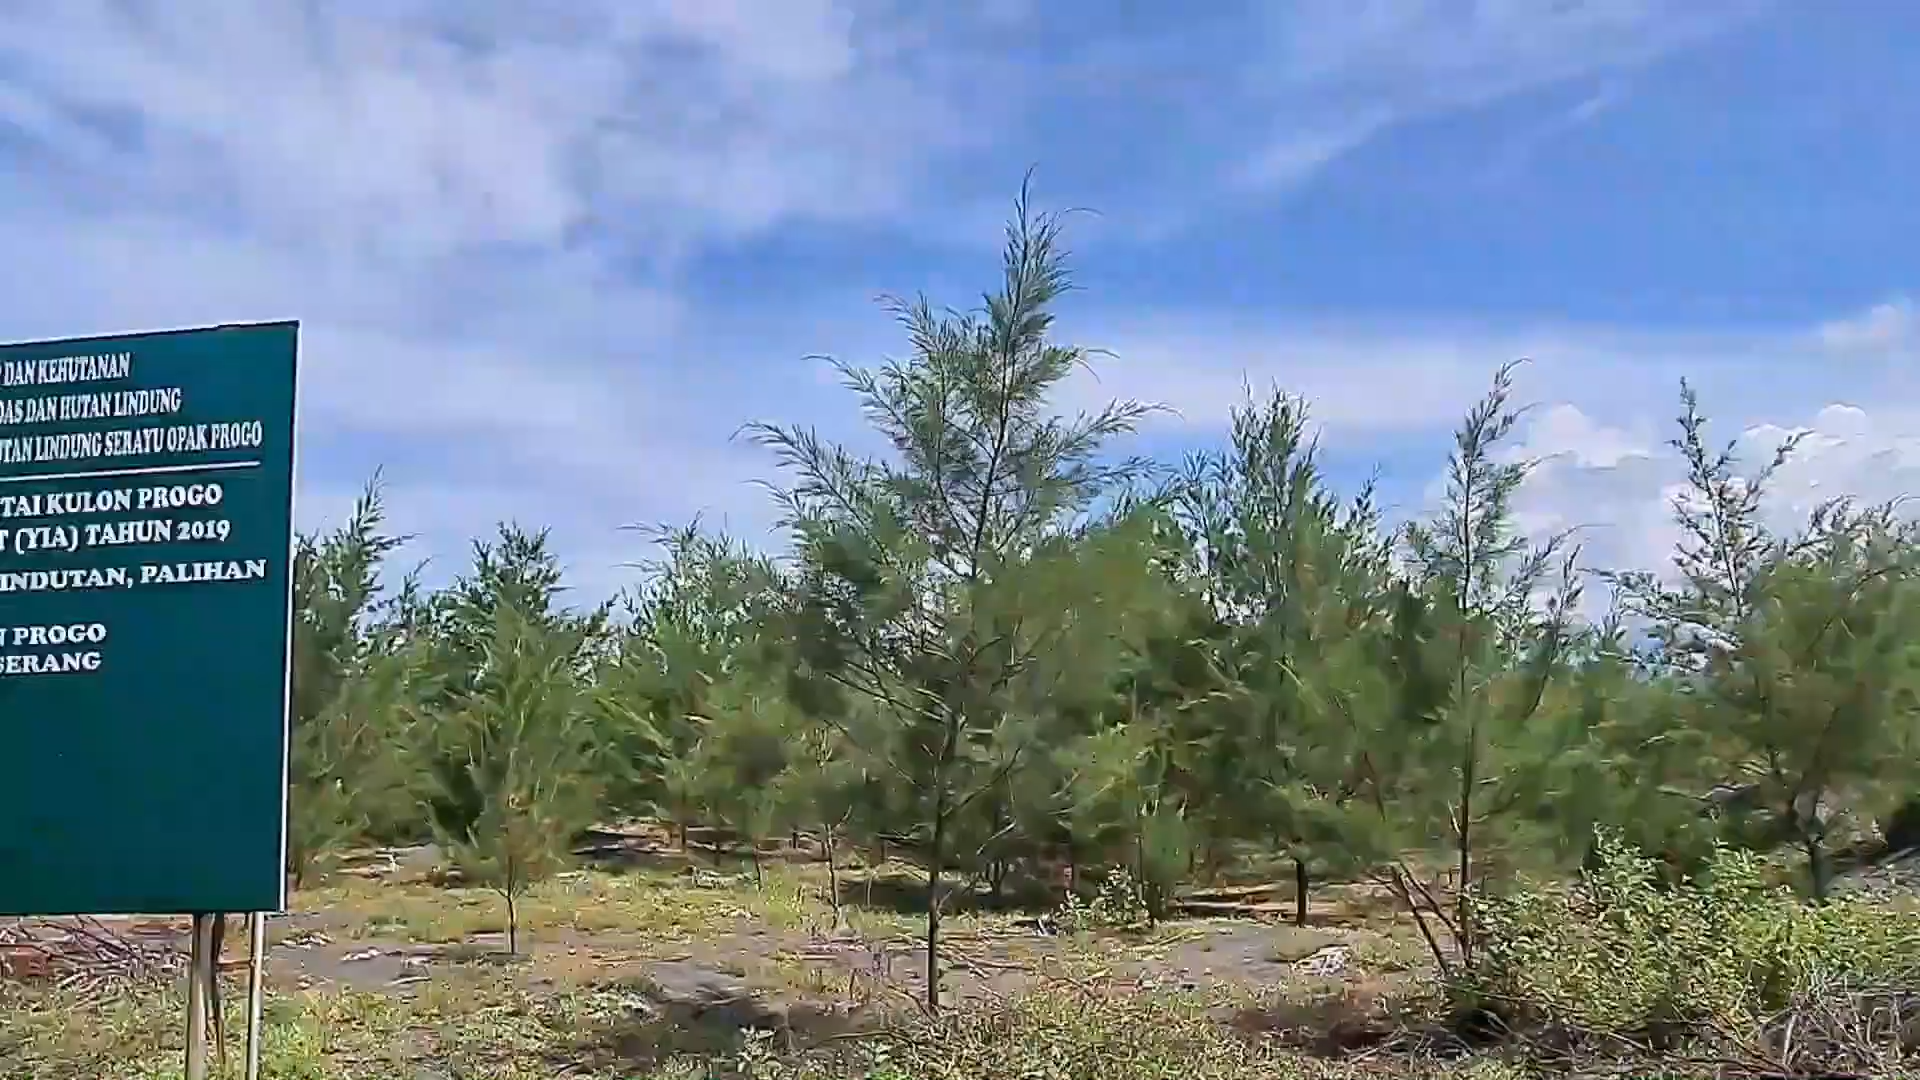 DAN KEHUTANAN
DAS DAN HUTAN LINDUNG
UTAN LINDUNG SERAYU OPAK PROGO
TAI KULON PROGO
T (YIA) TAHUN 2019
INDUTAN, PALIHAN
N PROGO
SERANG